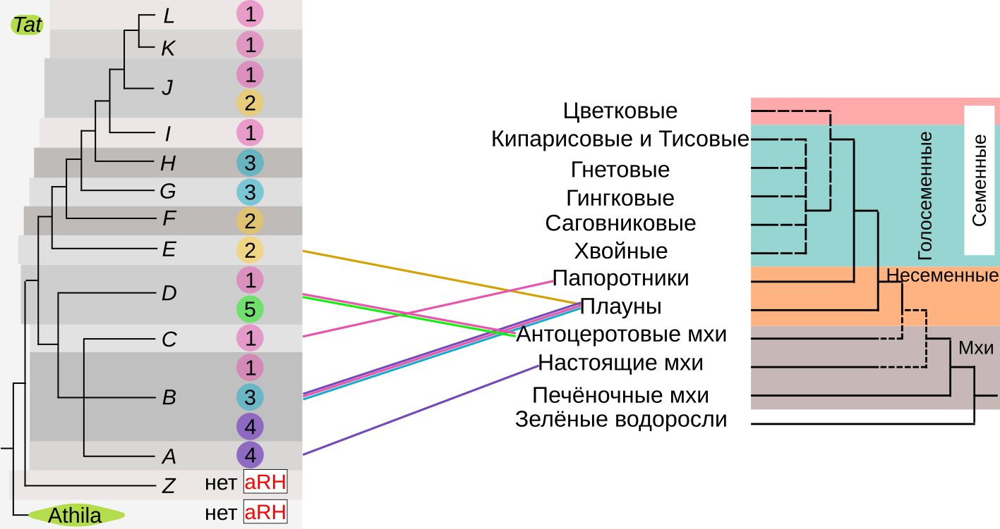 Tat
L 1
K 1
J 1
2
I 1
H 3
G 3
F 2
E 2
D 1
5
C 1
B 1
3
4
A 4
Z нет aRH
Athila нет aRH
Цветковые
Кипарисовые и Тисовые
Гнетовые
Гингковые
Саговниковые
Хвойные
Папоротники
Плауны
Антоцеротовые мхи
Настоящие мхи
Печёночные мхи
Зелёные водоросли
Голосеменные
Семенные
Несеменные
Мхи